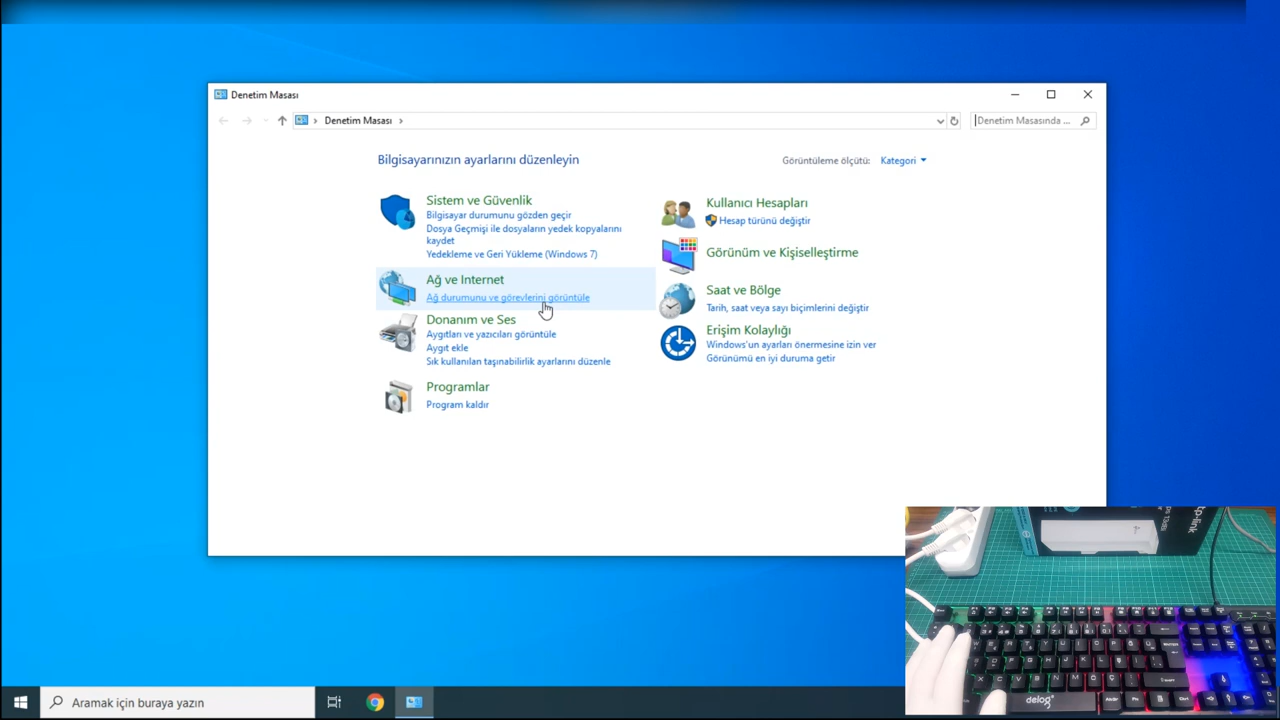 Denetim Masası
Denetim Masası
Denetim Masasında ...
Bilgisayarınızın ayarlarını düzenleyin
Görüntüleme ölçütü: Kategori
Sistem ve Güvenlik
Bilgisayar durumunu gözden geçir
Dosya Geçmişi ile dosyaların yedek kopyalarını
kaydet
Yedekleme ve Geri Yükleme (Windows 7)
Ağ ve Internet
Ağ durumunu ve görevlerini görüntüle
Donanım ve Ses
Aygıtları ve yazıcıları görüntüle
Aygıt ekle
Sık kullanılan taşınabilirlik ayarlarını düzenle
Programlar
Program kaldır
Kullanıcı Hesapları
Hesap türünü değiştir
Görünüm ve Kişiselleştirme
Saat ve Bölge
Tarih, saat veya sayı biçimlerini değiştir
Erişim Kolaylığı
Windows'un ayarları önermesine izin ver
Görünümü en iyi duruma getir
tp-link
delog
Aramak için buraya yazın